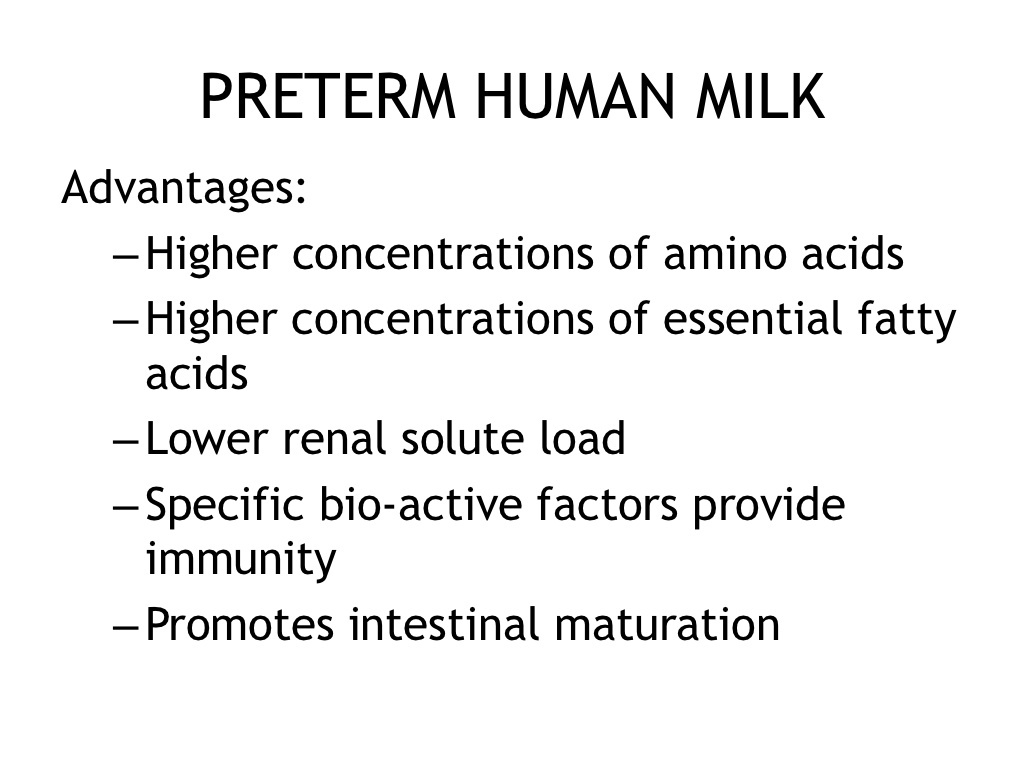 PRETERM HUMAN MILK
Advantages:
–Higher concentrations of amino acids
–Higher concentrations of essential fatty
acids
–Lower renal solute load
–Specific bio-active factors provide
immunity
–Promotes intestinal maturation